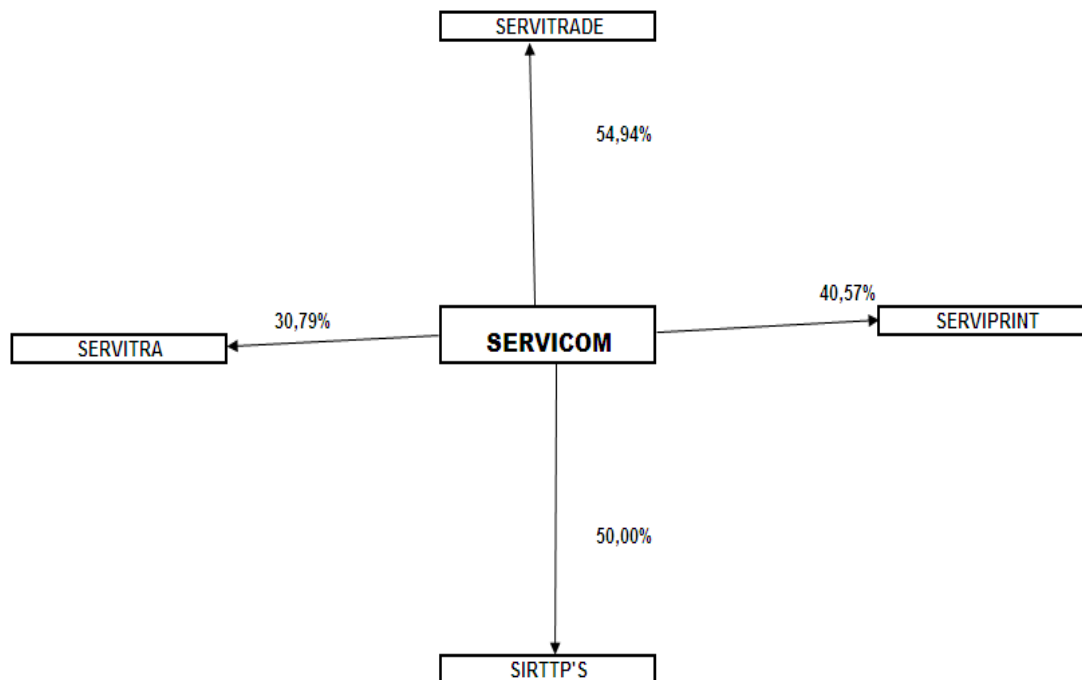 SERVITRADE
54,94%
40,57%
30,79%
SERVIPRINT
SERVITRA
SERVICOM
50,00%
SIRTTP'S